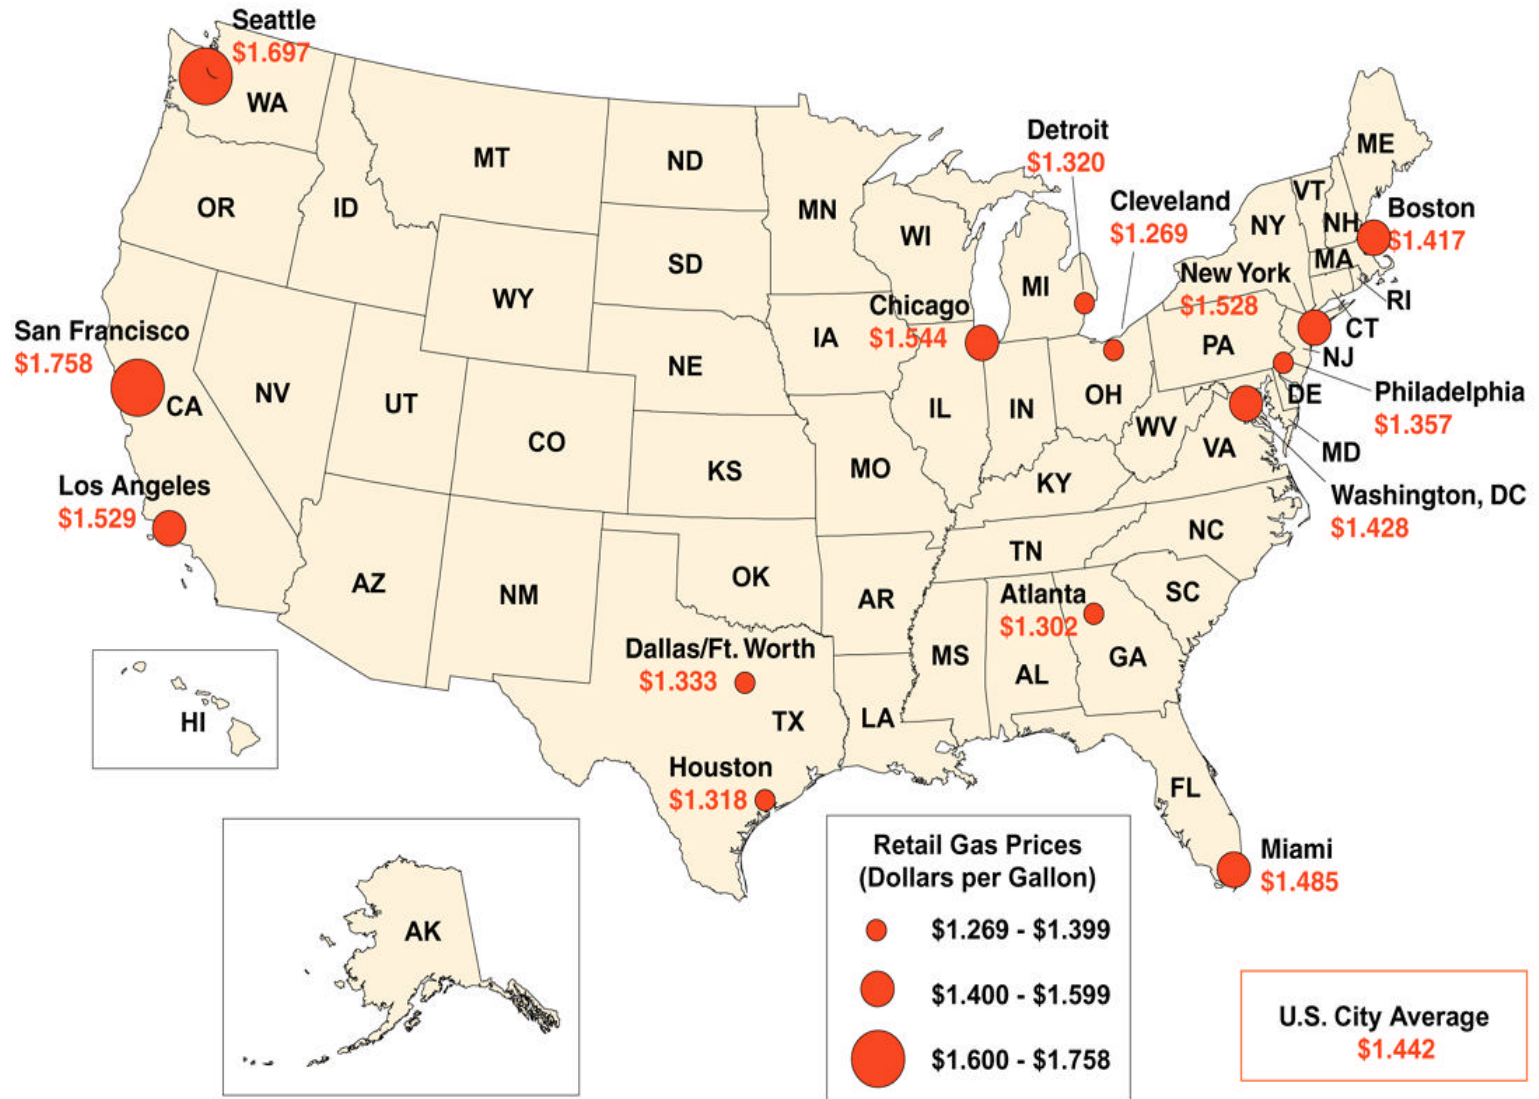 Seattle
$1.697
WA
MT
ND
MN
OR
ID
WY
SD
WI
MI
Detroit
$1.320
Cleveland
$1.269
ME
VT
NH
NY
Boston
$1.417
MA
RI
CT
New York
$1.528
NJ
PA
Chicago
$1.544
IA
NE
San Francisco
$1.758
CA
NV
UT
CO
KS
MO
IL
IN
OH
WV
VA
DE
Philadelphia
$1.357
MD
Washington, DC
$1.428
KY
Los Angeles
$1.529
AZ
NM
OK
AR
TN
NC
SC
Atlanta
$1.302
GA
AL
MS
LA
Dallas/Ft. Worth
$1.333
TX
Houston
$1.318
HI
AK
FL
Miami
$1.485
Retail Gas Prices
(Dollars per Gallon)
$1.269 - $1.399
$1.400 - $1.599
$1.600 - $1.758
U.S. City Average
$1.442